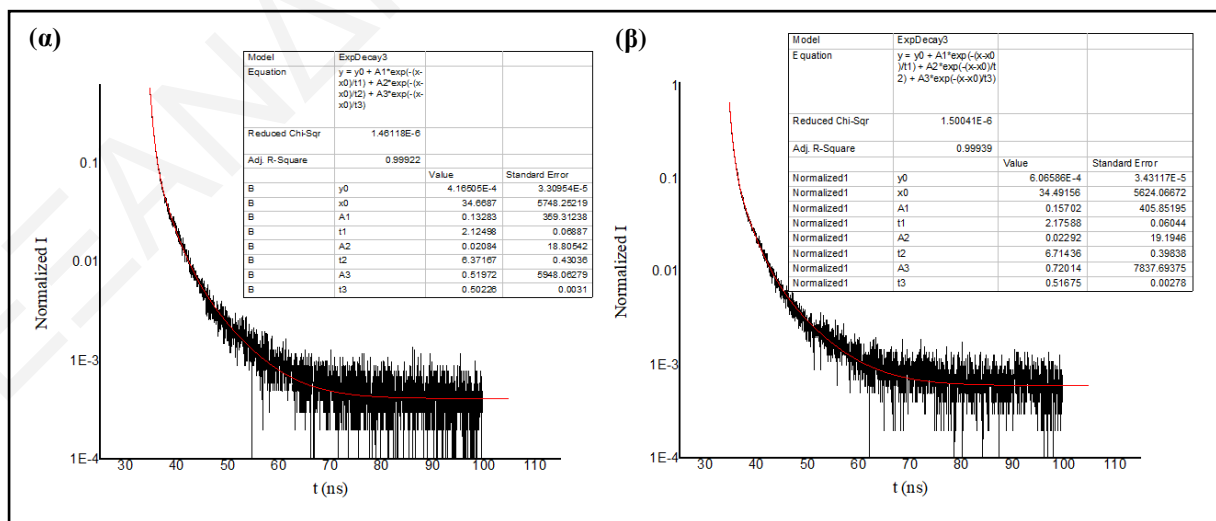 (α)
Model ExpDecay3
Equation y = y0 + A1*exp(-(x-
x0)/t1) + A2*exp(-(x-
x0)/t2) + A3*exp(-(x-
x0)/t3)
Reduced Chi-Sqr 1.46118E-6
Adj. R-Square 0.99922
Value Standard Error
B y0 4.16505E-4 3.30954E-5
B x0 34.6687 5748.25219
B A1 0.13283 359.31238
B t1 2.12498 0.06887
B A2 0.02084 18.80542
B t2 6.37167 0.43036
B A3 0.51972 5948.06279
B t3 0.50226 0.0031
0.1
0.01
1E-3
1E-4
Normalized I
30 40 50 60 70 80 90 100 110
t (ns)
(β)
Model ExpDecay3
Equation y = y0 + A1*exp(-(x-x0
)/t1) + A2*exp(-(x-x0)/t
2) + A3*exp(-(x-x0)/t3)
Reduced Chi-Sqr 1.50041E-6
Adj. R-Square 0.99939
Value Standard Error
Normalized1 y0 6.06586E-4 3.43117E-5
Normalized1 x0 34.49156 5624.06672
Normalized1 A1 0.15702 405.85195
Normalized1 t1 2.17588 0.06044
Normalized1 A2 0.02292 19.1946
Normalized1 t2 6.71436 0.39838
Normalized1 A3 0.72014 7837.69375
Normalized1 t3 0.51675 0.00278
1
0.1
0.01
1E-3
1E-4
Normalized I
30 40 50 60 70 80 90 100 110
t (ns)